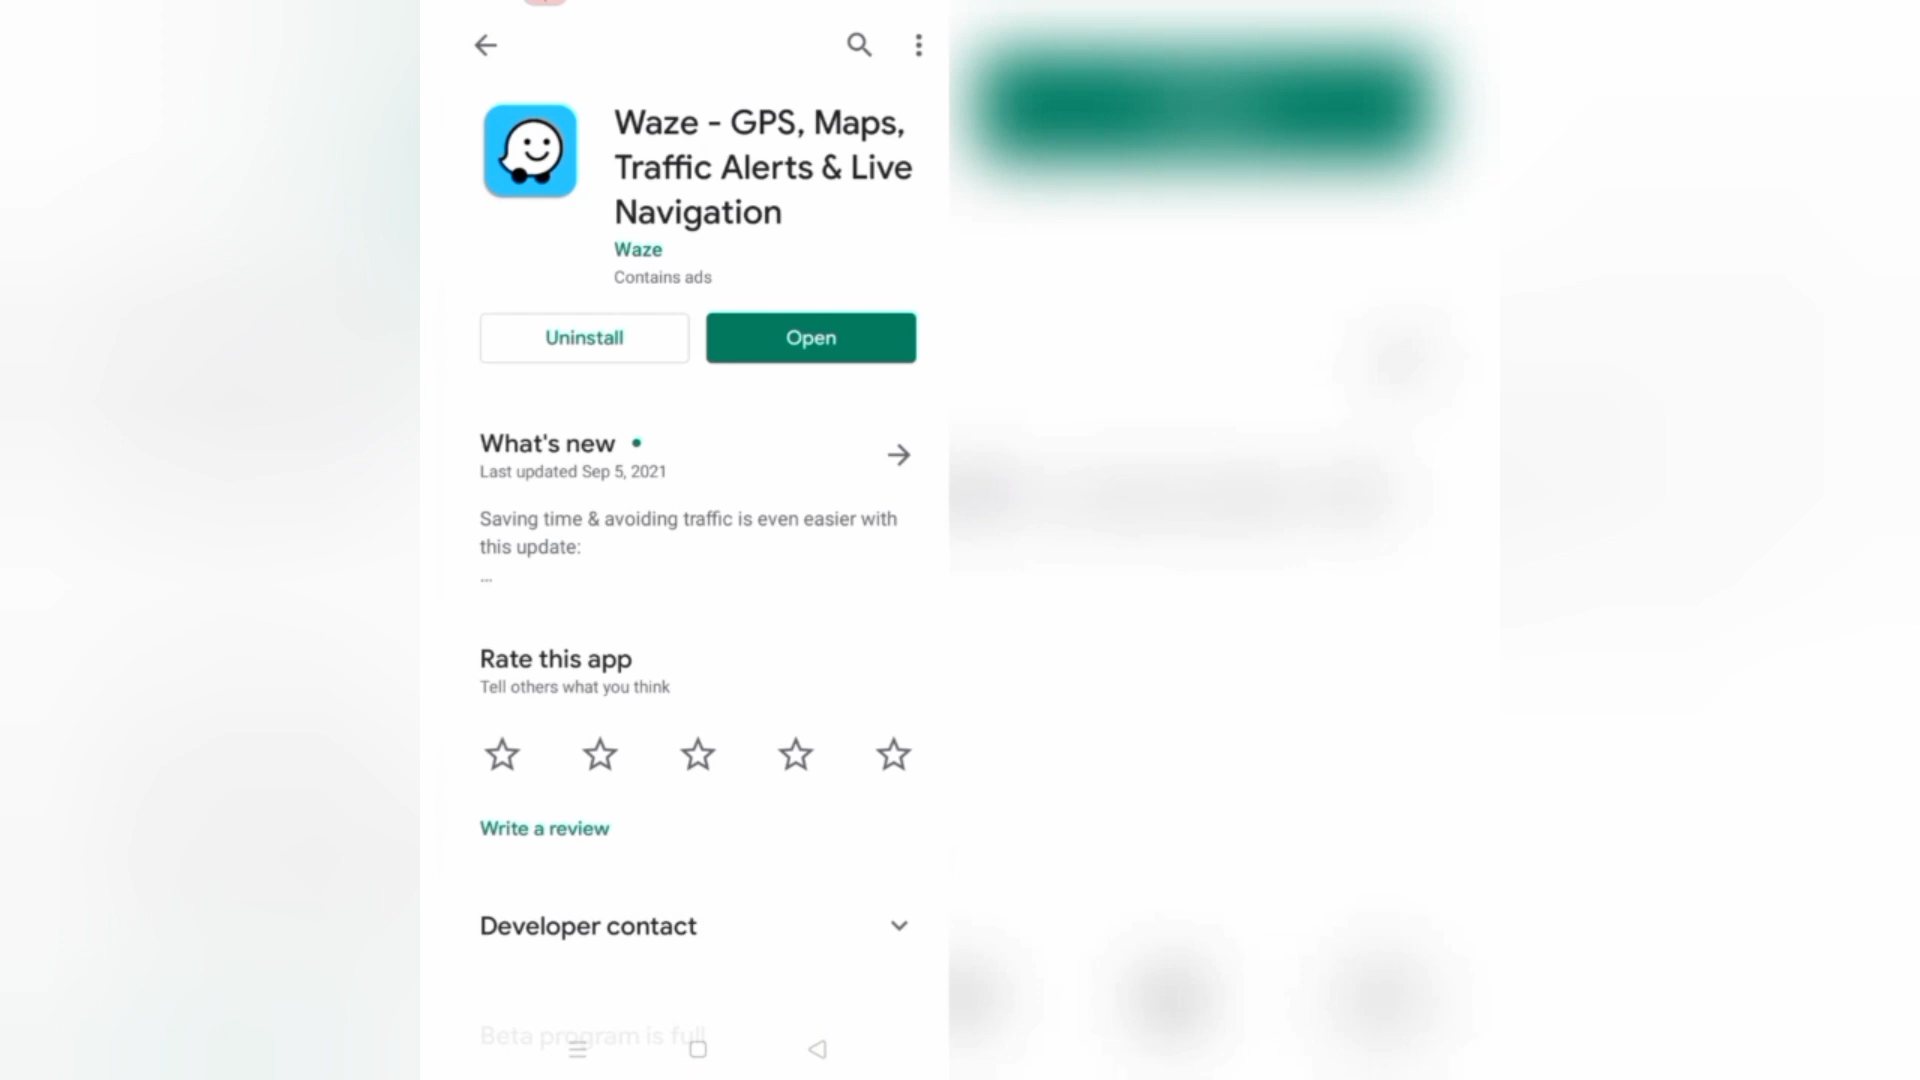 Waze - GPS, Maps,
Traffic Alerts & Live
Navigation
Waze
Contains ads
Uninstall
Open
What's new
Last updated Sep 5, 2021
Saving time & avoiding traffic is even easier with
this update:
...
Rate this app
Tell others what you think
Write a review
Developer contact
Beta program is full